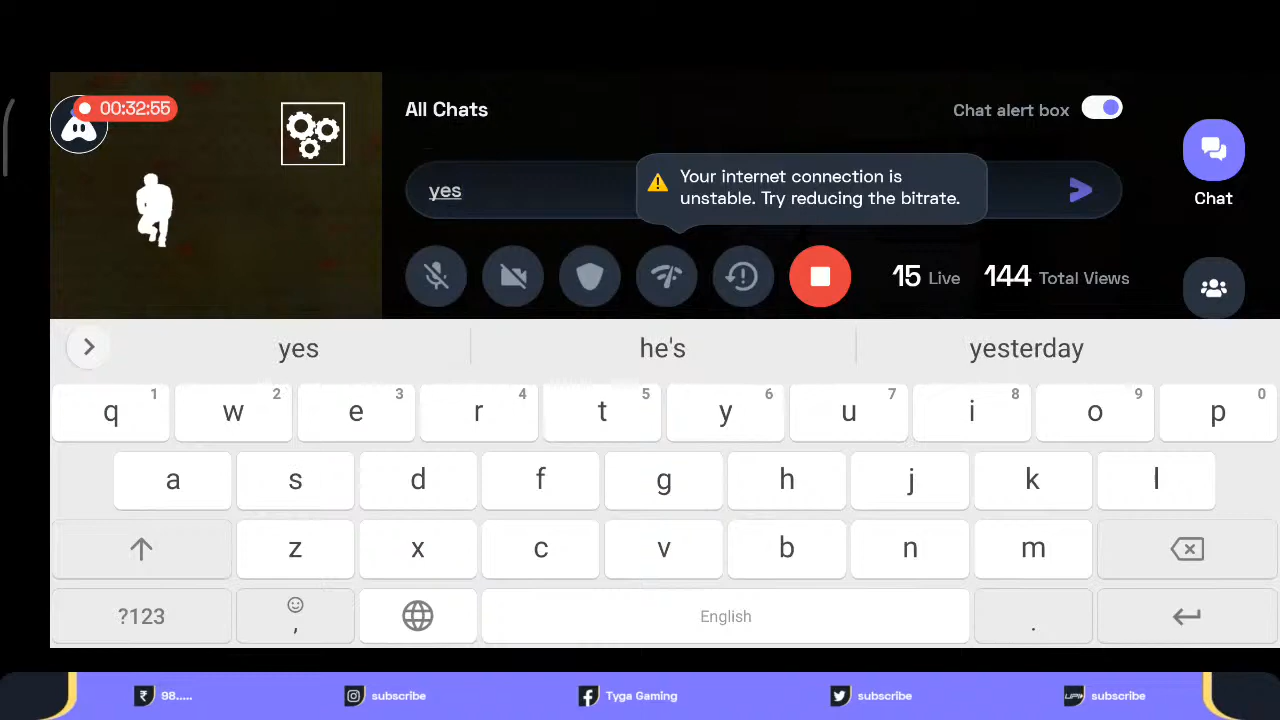 00:32:55
All Chats
Chat alert box
yes
Your internet connection is
unstable. Try reducing the bitrate.
Chat
15 Live 144 Total Views
yes he's yesterday
q 1 w 2 e 3 r 4 t 5 y 6 u 7 i 8 o 9 p 0
a s d f g h j k l
z x c v b n m
?123 , English .
98..... subscribe Tyga Gaming subscribe UPI subscribe